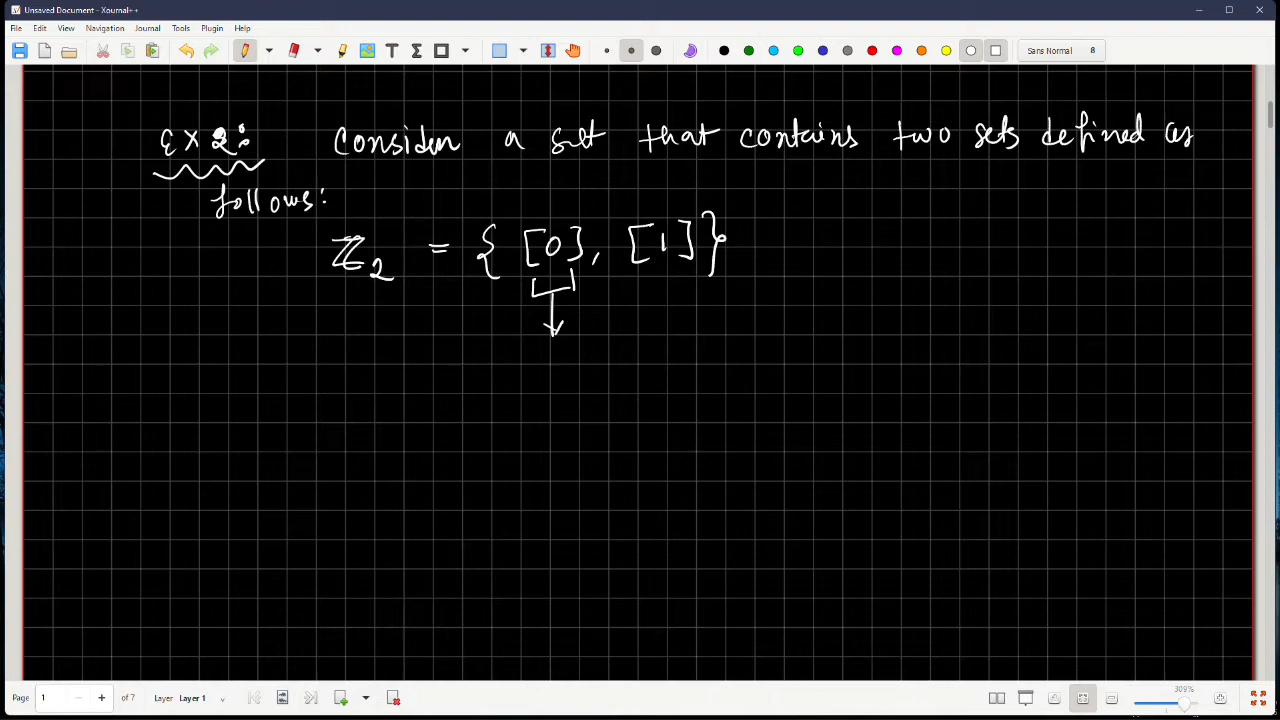 Unsaved Document - Xournal++
File Edit View Navigation Journal Tools Plugin Help
Sans Normal 8
Ex 2: Consider a set that contains two sets defined as
follows:
ℤ₂ = { [0], [1] }
Page 1 of 7 Layer Layer 1 309%